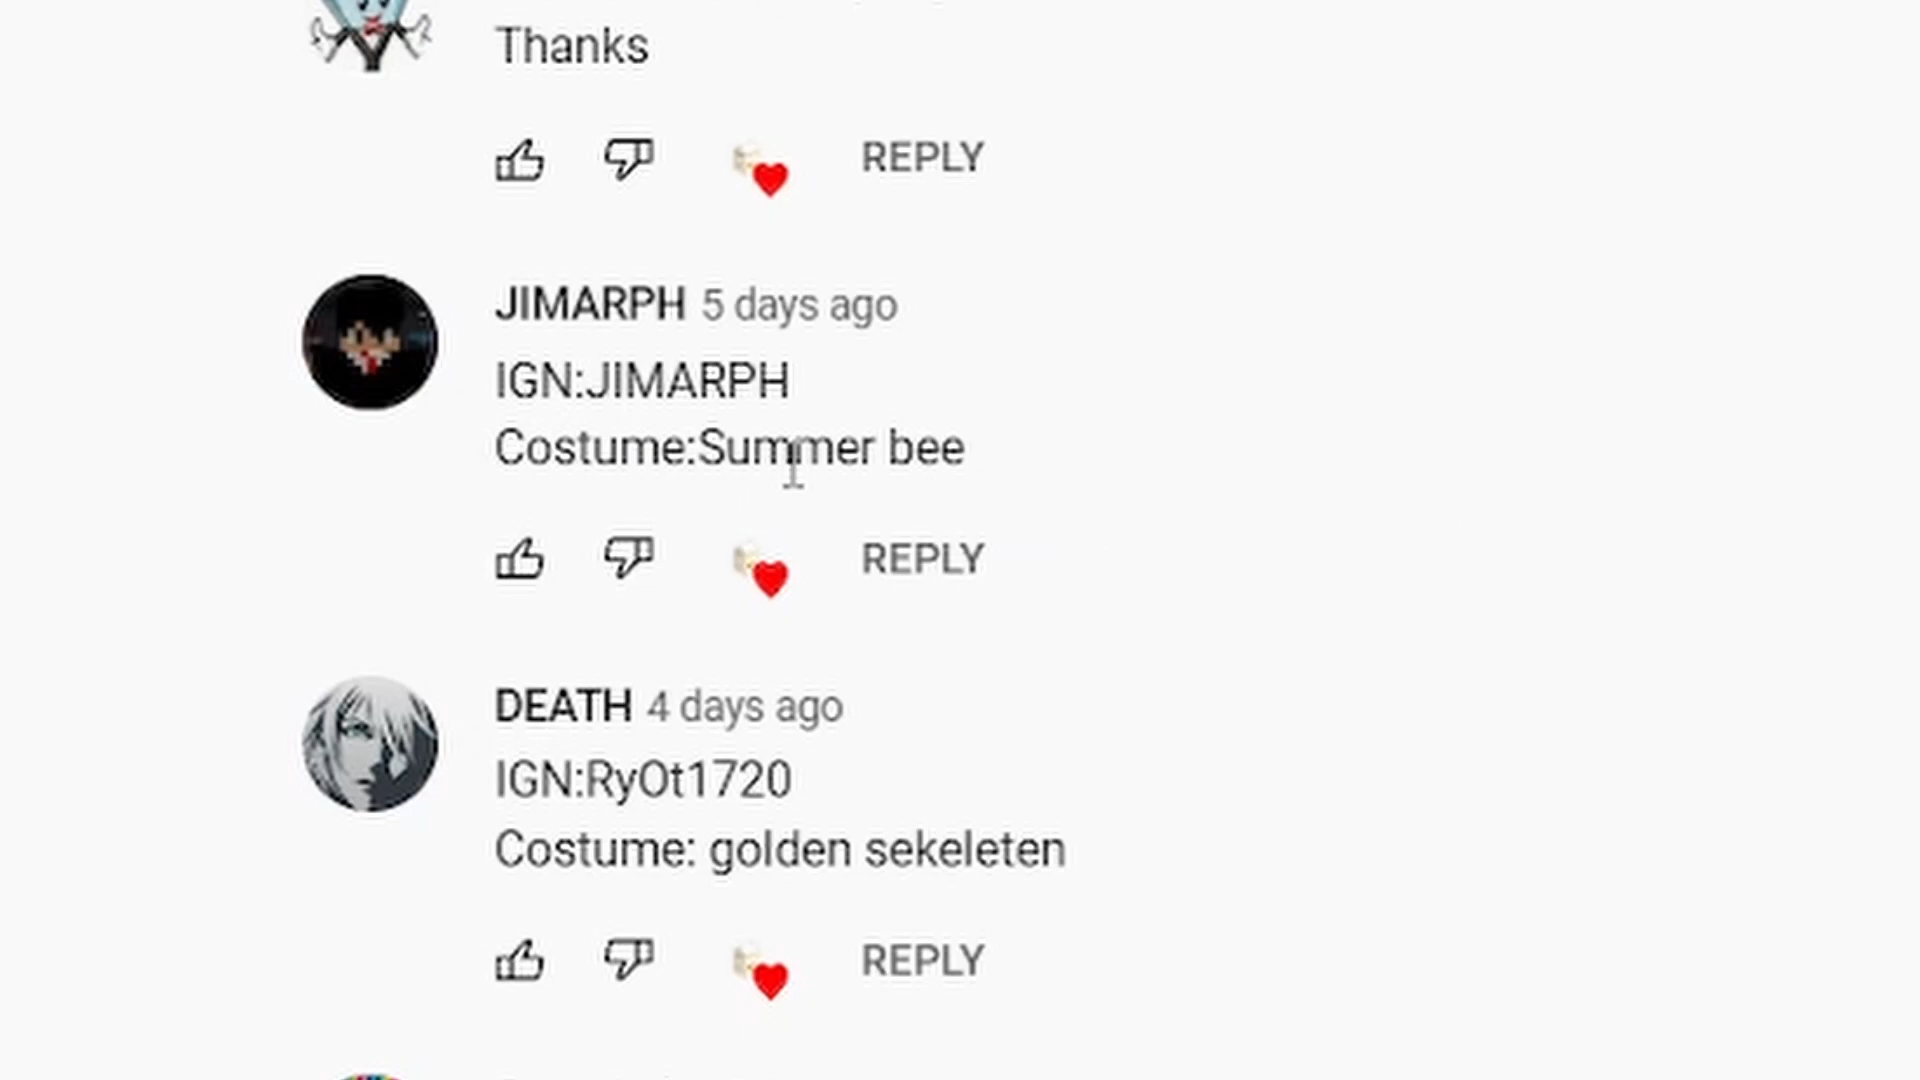 Thanks
REPLY
JIMARPH 5 days ago
IGN:JIMARPH
Costume:Summer bee
REPLY
DEATH 4 days ago
IGN:RyOt1720
Costume: golden sekeleten
REPLY